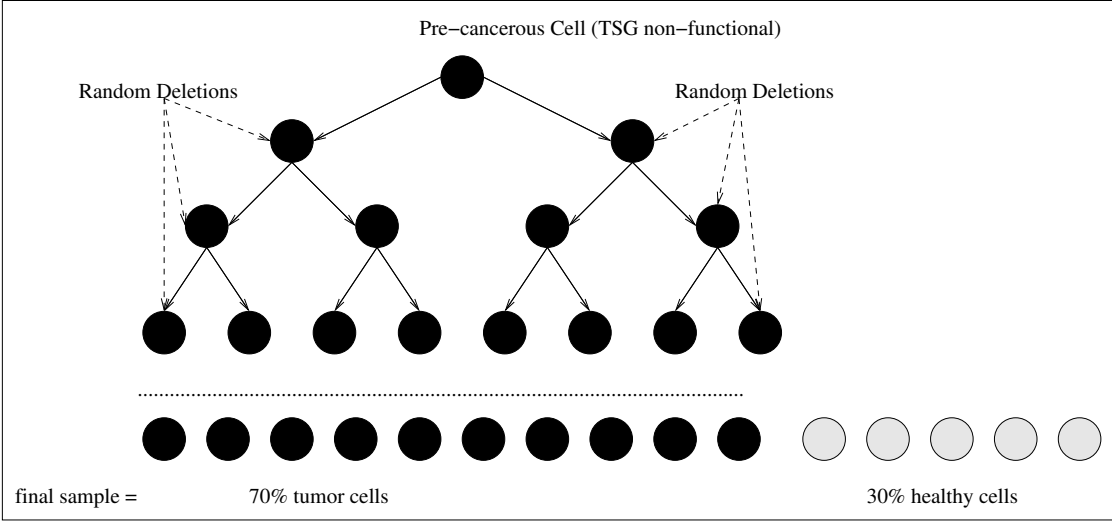 Pre−cancerous Cell (TSG non−functional)
Random Deletions
Random Deletions
final sample =
70% tumor cells
30% healthy cells